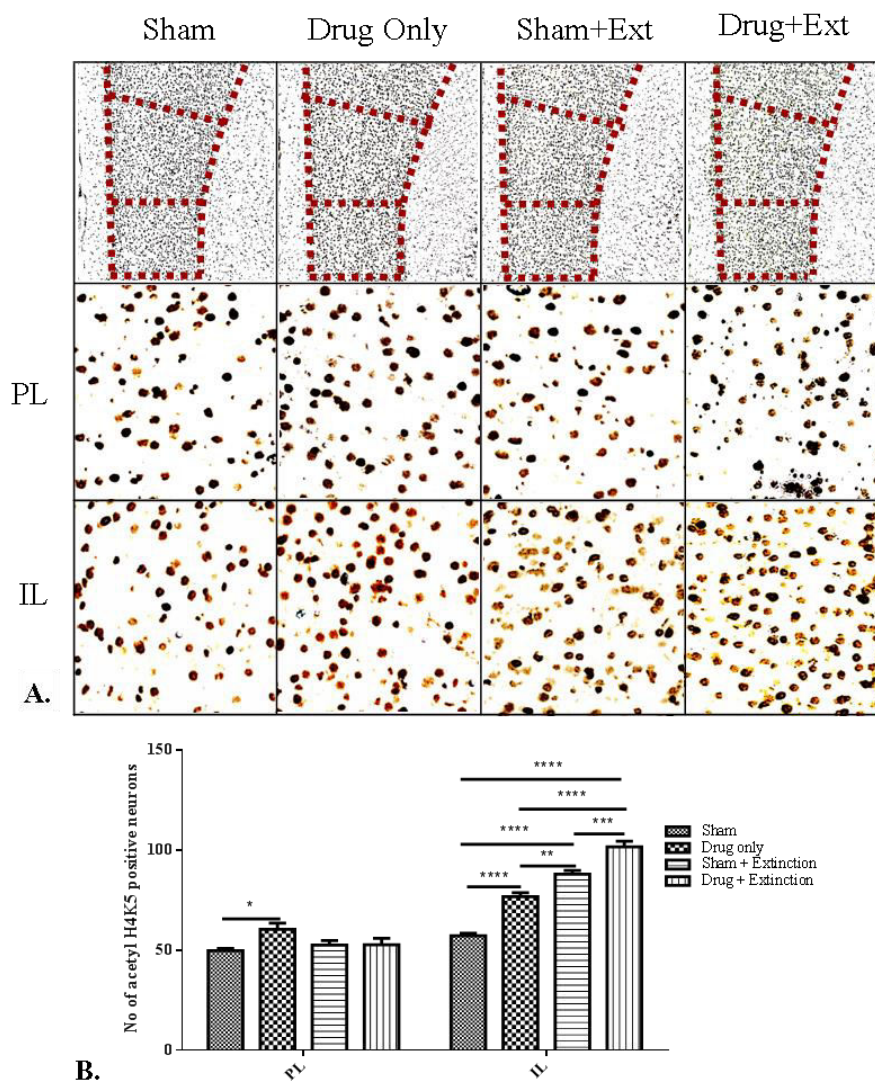 Sham Drug Only Sham+Ext Drug+Ext
PL
IL
A.
150
100
50
0
No of acetyl H4K5 positive neurons
****
****
**** ***
**
****
*
Sham
Drug only
Sham + Extinction
Drug + Extinction
PL IL
B.